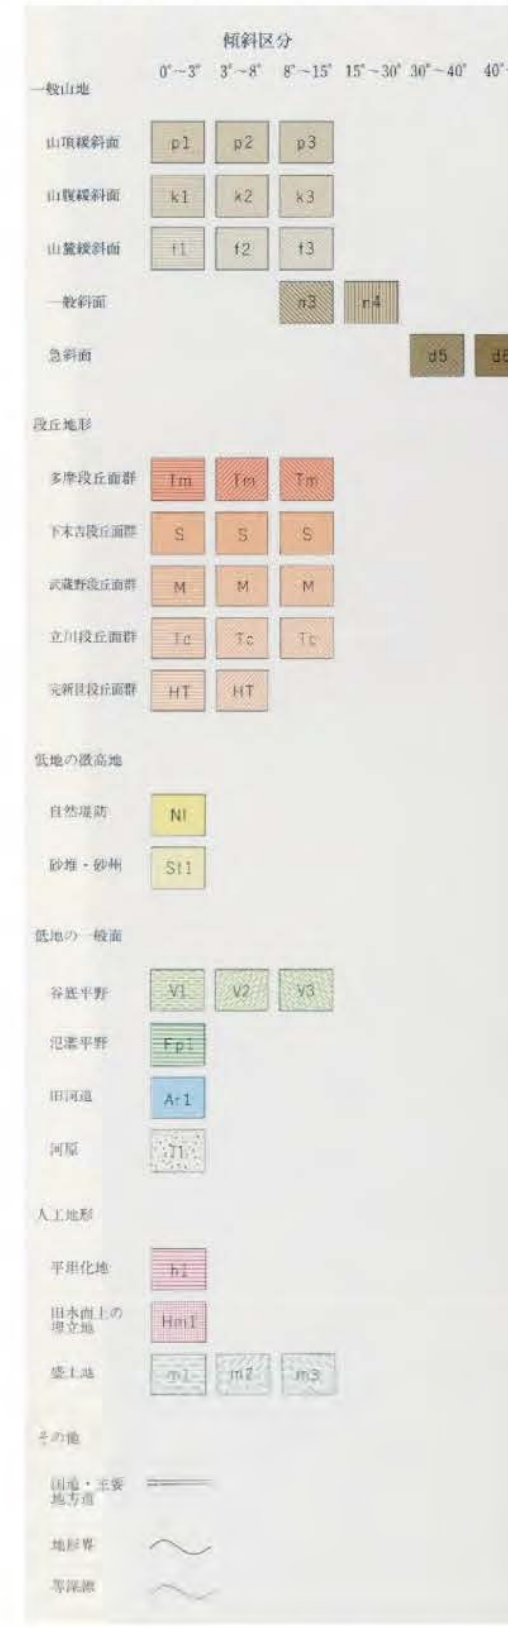 傾斜区分
0°~3° 3°~8° 8°~15° 15°~30° 30°~40° 40°
一般山地
山頂緩斜面 p1 p2 p3
山腹緩斜面 k1 k2 k3
山麓緩斜面 f1 f2 f3
一般斜面 n3 n4
急斜面 d5 d6
段丘地形
多摩段丘面群 Tm Tm Tm
下末吉段丘面群 S S S
武蔵野段丘面群 M M M
立川段丘面群 Tc Tc Tc
完新世段丘面群 HT HT
低地の微高地
自然堤防 Nl
砂堆・砂州 St1
低地の一般面
谷底平野 V1 V2 V3
氾濫平野 Fp1
旧河道 Ar1
河原
人工地形
平坦化地 h1
旧水面上の
埋立地 Hm1
盛土地 m1 m2 m3
その他
国道・主要
地方道
地形界
等深線